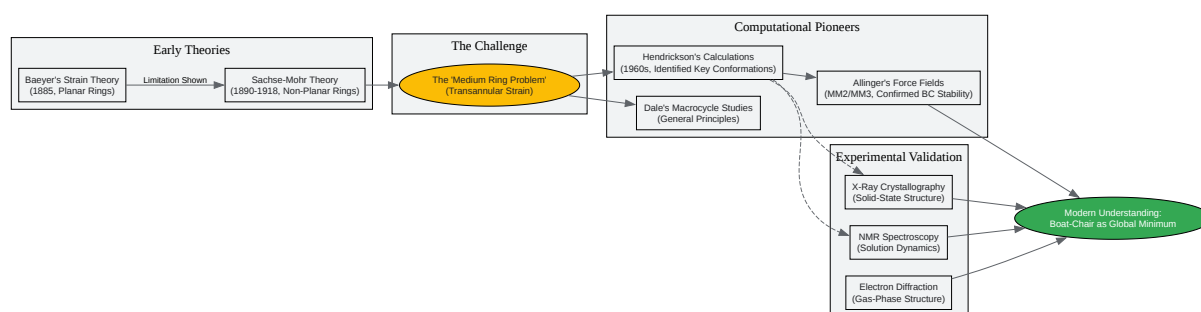 Early Theories
Baeyer's Strain Theory
(1885, Planar Rings)
Limitation Shown
Sachse-Mohr Theory
(1890-1918, Non-Planar Rings)
The Challenge
The 'Medium Ring Problem'
(Transannular Strain)
Computational Pioneers
Hendrickson's Calculations
(1960s, Identified Key Conformations)
Allinger's Force Fields
(MM2/MM3, Confirmed BC Stability)
Dale's Macrocycle Studies
(General Principles)
Experimental Validation
X-Ray Crystallography
(Solid-State Structure)
NMR Spectroscopy
(Solution Dynamics)
Electron Diffraction
(Gas-Phase Structure)
Modern Understanding:
Boat-Chair as Global Minimum